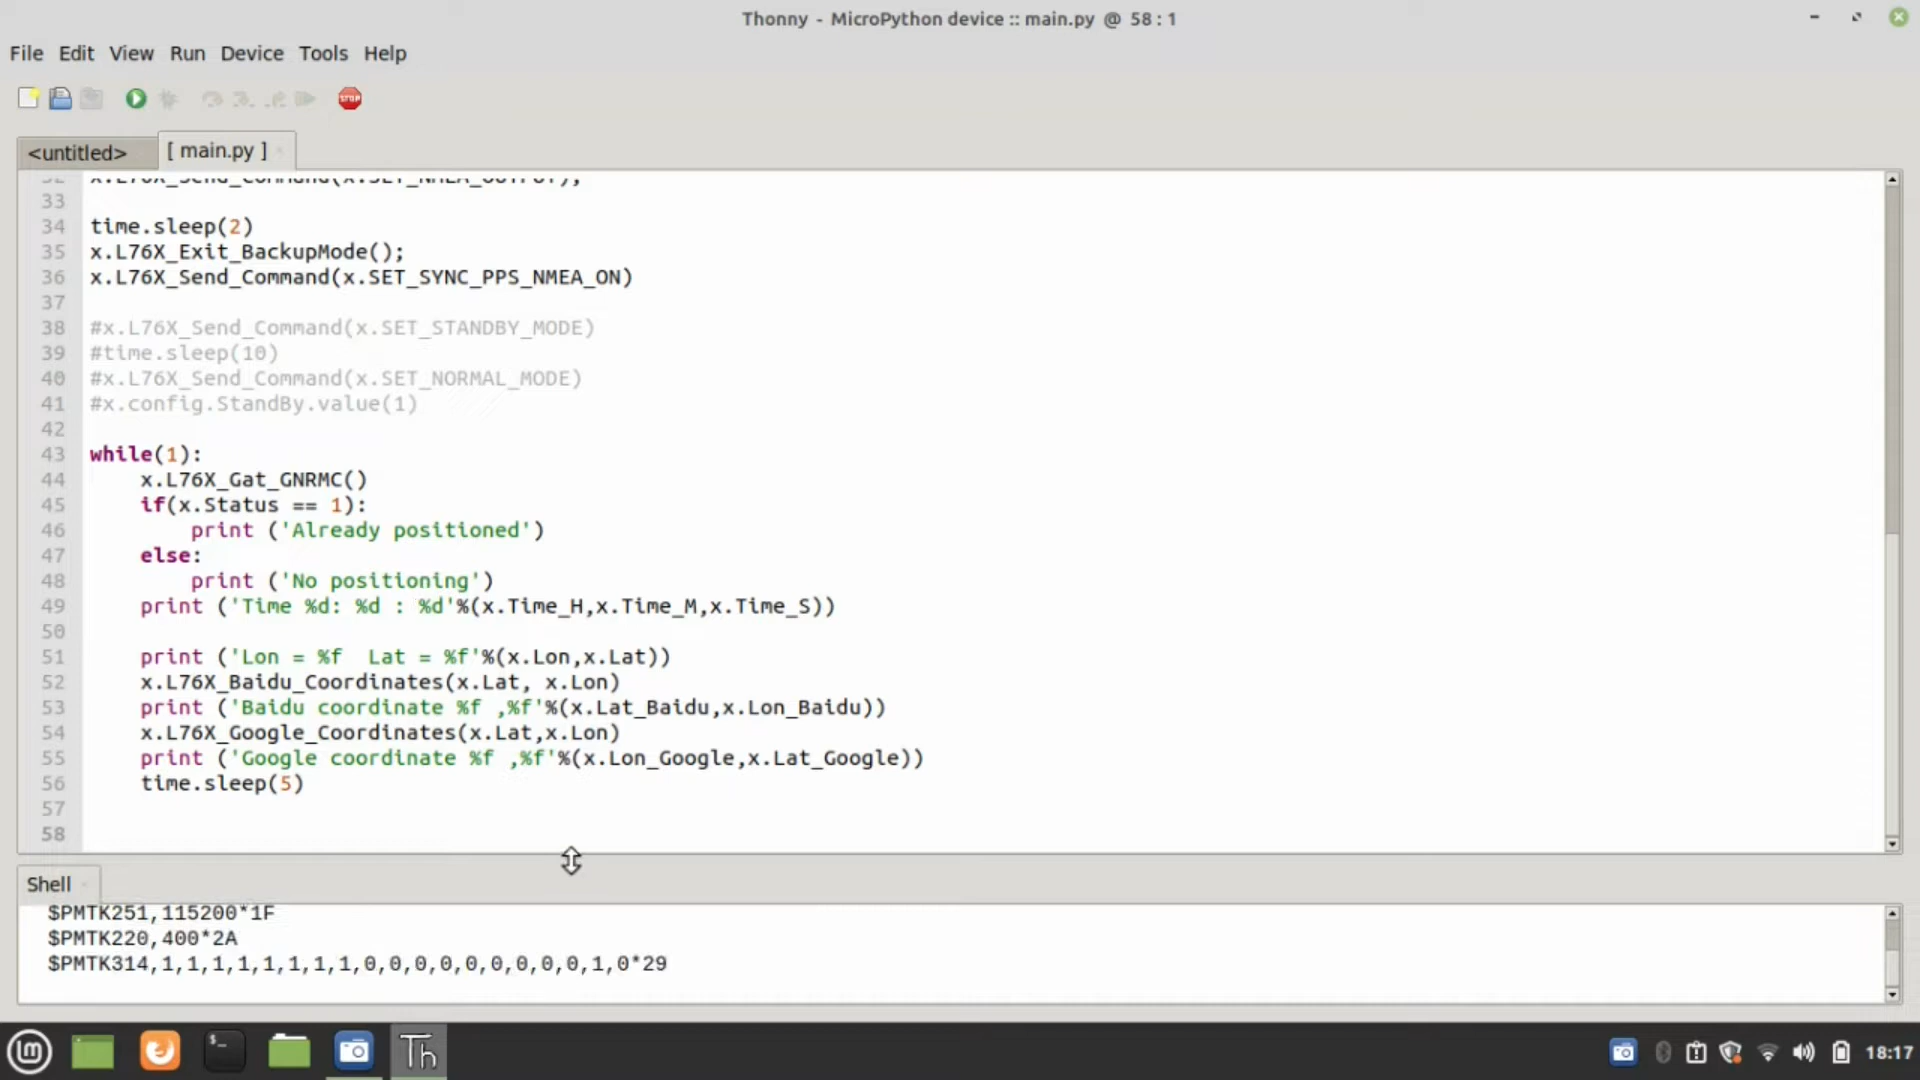 Thonny - MicroPython device :: main.py @ 58 : 1
File Edit View Run Device Tools Help
STOP
<untitled> [ main.py ]
32 x.L76X_Send_Command(x.SET_NMEA_OUTPUT);
33
34 time.sleep(2)
35 x.L76X_Exit_BackupMode();
36 x.L76X_Send_Command(x.SET_SYNC_PPS_NMEA_ON)
37
38 #x.L76X_Send_Command(x.SET_STANDBY_MODE)
39 #time.sleep(10)
40 #x.L76X_Send_Command(x.SET_NORMAL_MODE)
41 #x.config.StandBy.value(1)
42
43 while(1):
44 x.L76X_Gat_GNRMC()
45 if(x.Status == 1):
46 print ('Already positioned')
47 else:
48 print ('No positioning')
49 print ('Time %d: %d : %d'%(x.Time_H,x.Time_M,x.Time_S))
50
51 print ('Lon = %f  Lat = %f'%(x.Lon,x.Lat))
52 x.L76X_Baidu_Coordinates(x.Lat, x.Lon)
53 print ('Baidu coordinate %f ,%f'%(x.Lat_Baidu,x.Lon_Baidu))
54 x.L76X_Google_Coordinates(x.Lat,x.Lon)
55 print ('Google coordinate %f ,%f'%(x.Lon_Google,x.Lat_Google))
56 time.sleep(5)
57
58
Shell
$PMTK251,115200*1F
$PMTK220,400*2A
$PMTK314,1,1,1,1,1,1,1,1,0,0,0,0,0,0,0,0,0,1,0*29
Th 18:17